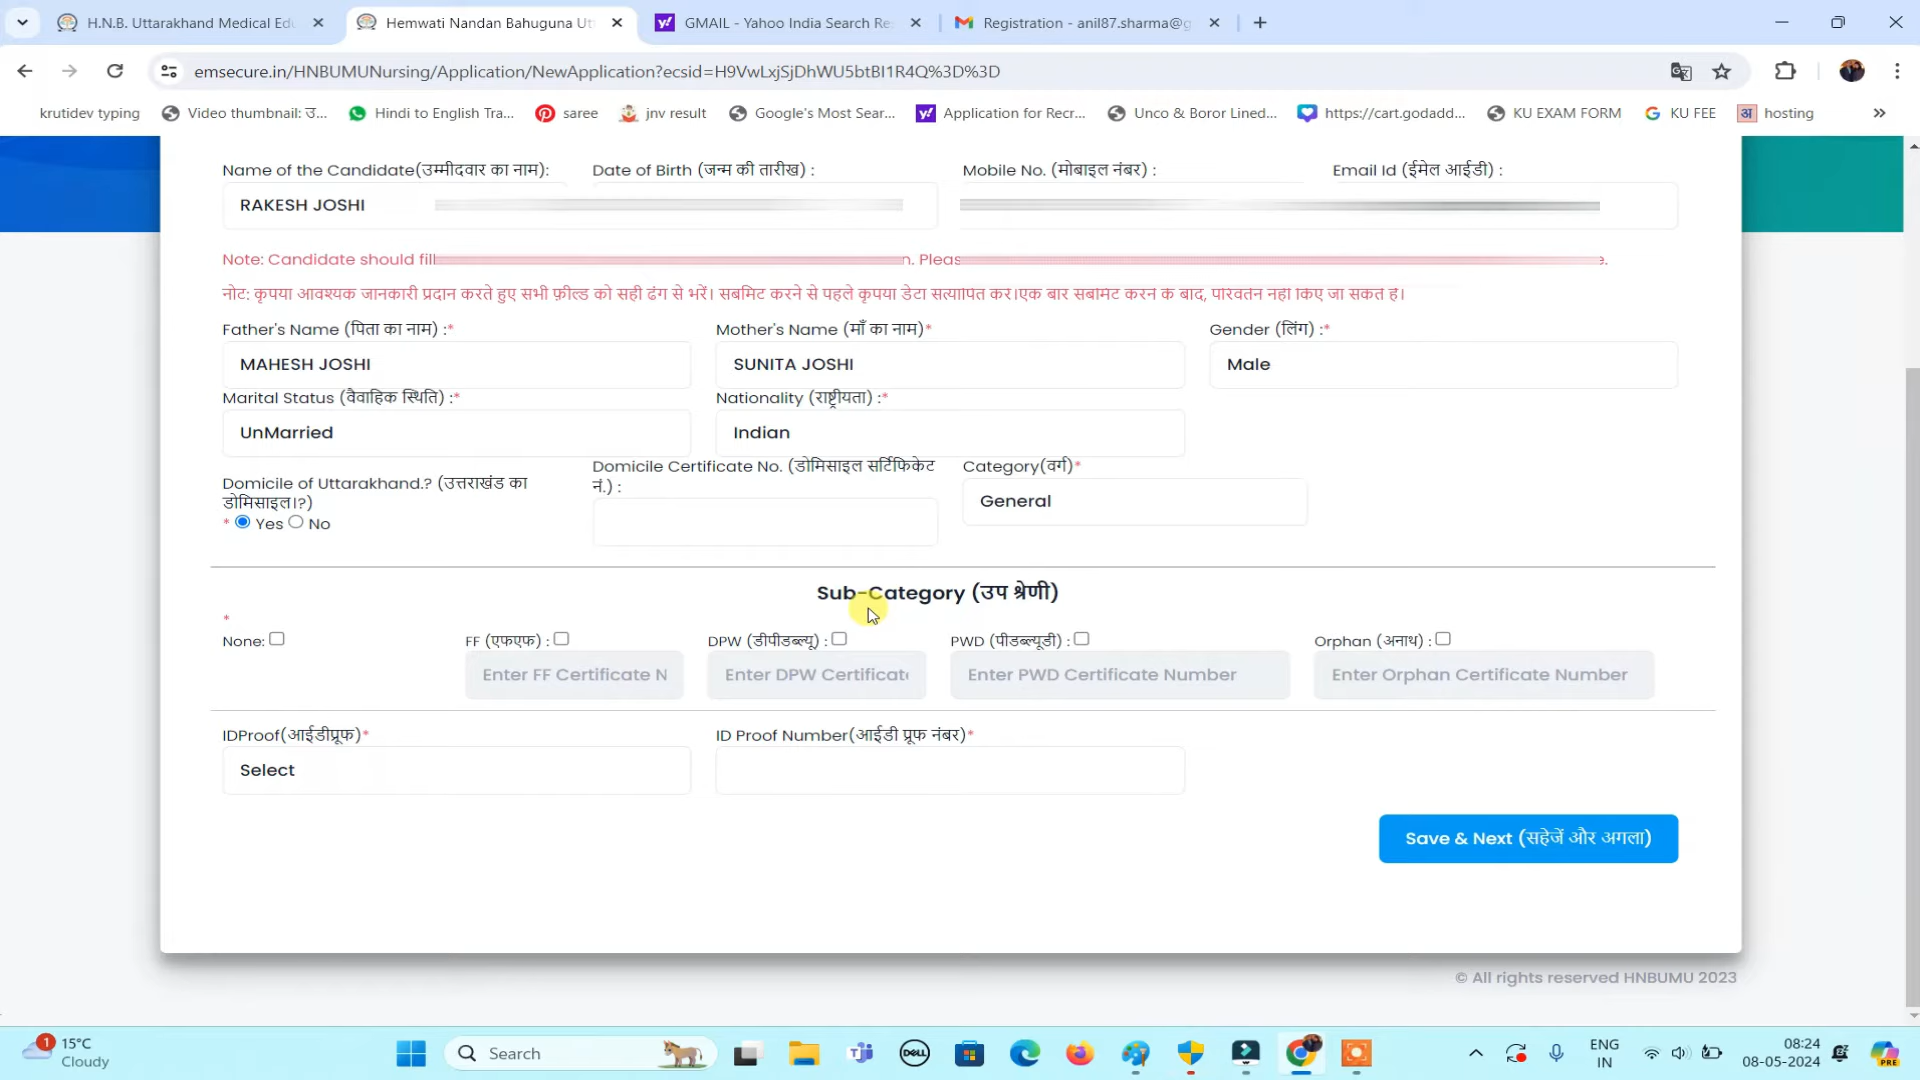 H.N.B. Uttarakhand Medical Edu
Hemwati Nandan Bahuguna Utt
GMAIL - Yahoo India Search Re
Registration - anil87.sharma@g
emsecure.in/HNBUMUNursing/Application/NewApplication?ecsid=H9VwLxjSjDhWU5btBI1R4Q%3D%3D
krutidev typing
Video thumbnail: उ...
Hindi to English Tra...
saree
jnv result
Google's Most Sear...
Application for Recr...
Unco & Boror Lined...
https://cart.godadd...
KU EXAM FORM
KU FEE
hosting
Name of the Candidate(उम्मीदवार का नाम):
Date of Birth (जन्म की तारीख) :
Mobile No. (मोबाइल नंबर) :
Email Id (ईमेल आईडी) :
RAKESH JOSHI
Note: Candidate should fill
n. Pleas
e.
नोट: कृपया आवश्यक जानकारी प्रदान करते हुए सभी फ़ील्ड को सही ढंग से भरें। सबमिट करने से पहले कृपया डेटा सत्यापित करें।एक बार सबमिट करने के बाद, परिवर्तन नहीं किए जा सकते हैं।
Father's Name (पिता का नाम) :*
Mother's Name (माँ का नाम)*
Gender (लिंग) :*
MAHESH JOSHI
SUNITA JOSHI
Male
Marital Status (वैवाहिक स्थिति) :*
Nationality (राष्ट्रीयता) :*
UnMarried
Indian
Domicile of Uttarakhand.? (उत्तराखंड का
डोमिसाइल।?)
* Yes No
Domicile Certificate No. (डोमिसाइल सर्टिफिकेट
नं.) :
Category(वर्ग)*
General
Sub-Category (उप श्रेणी)
*
None:
FF (एफएफ) :
DPW (डीपीडब्ल्यू) :
PWD (पीडब्ल्यूडी) :
Orphan (अनाथ) :
Enter FF Certificate N
Enter DPW Certificat
Enter PWD Certificate Number
Enter Orphan Certificate Number
IDProof(आईडीप्रूफ)*
ID Proof Number(आईडी प्रूफ नंबर)*
Select
Save & Next (सहेजें और अगला)
© All rights reserved HNBUMU 2023
1
15°C
Cloudy
Search
DELL
ENG
IN
08:24
08-05-2024
PRE